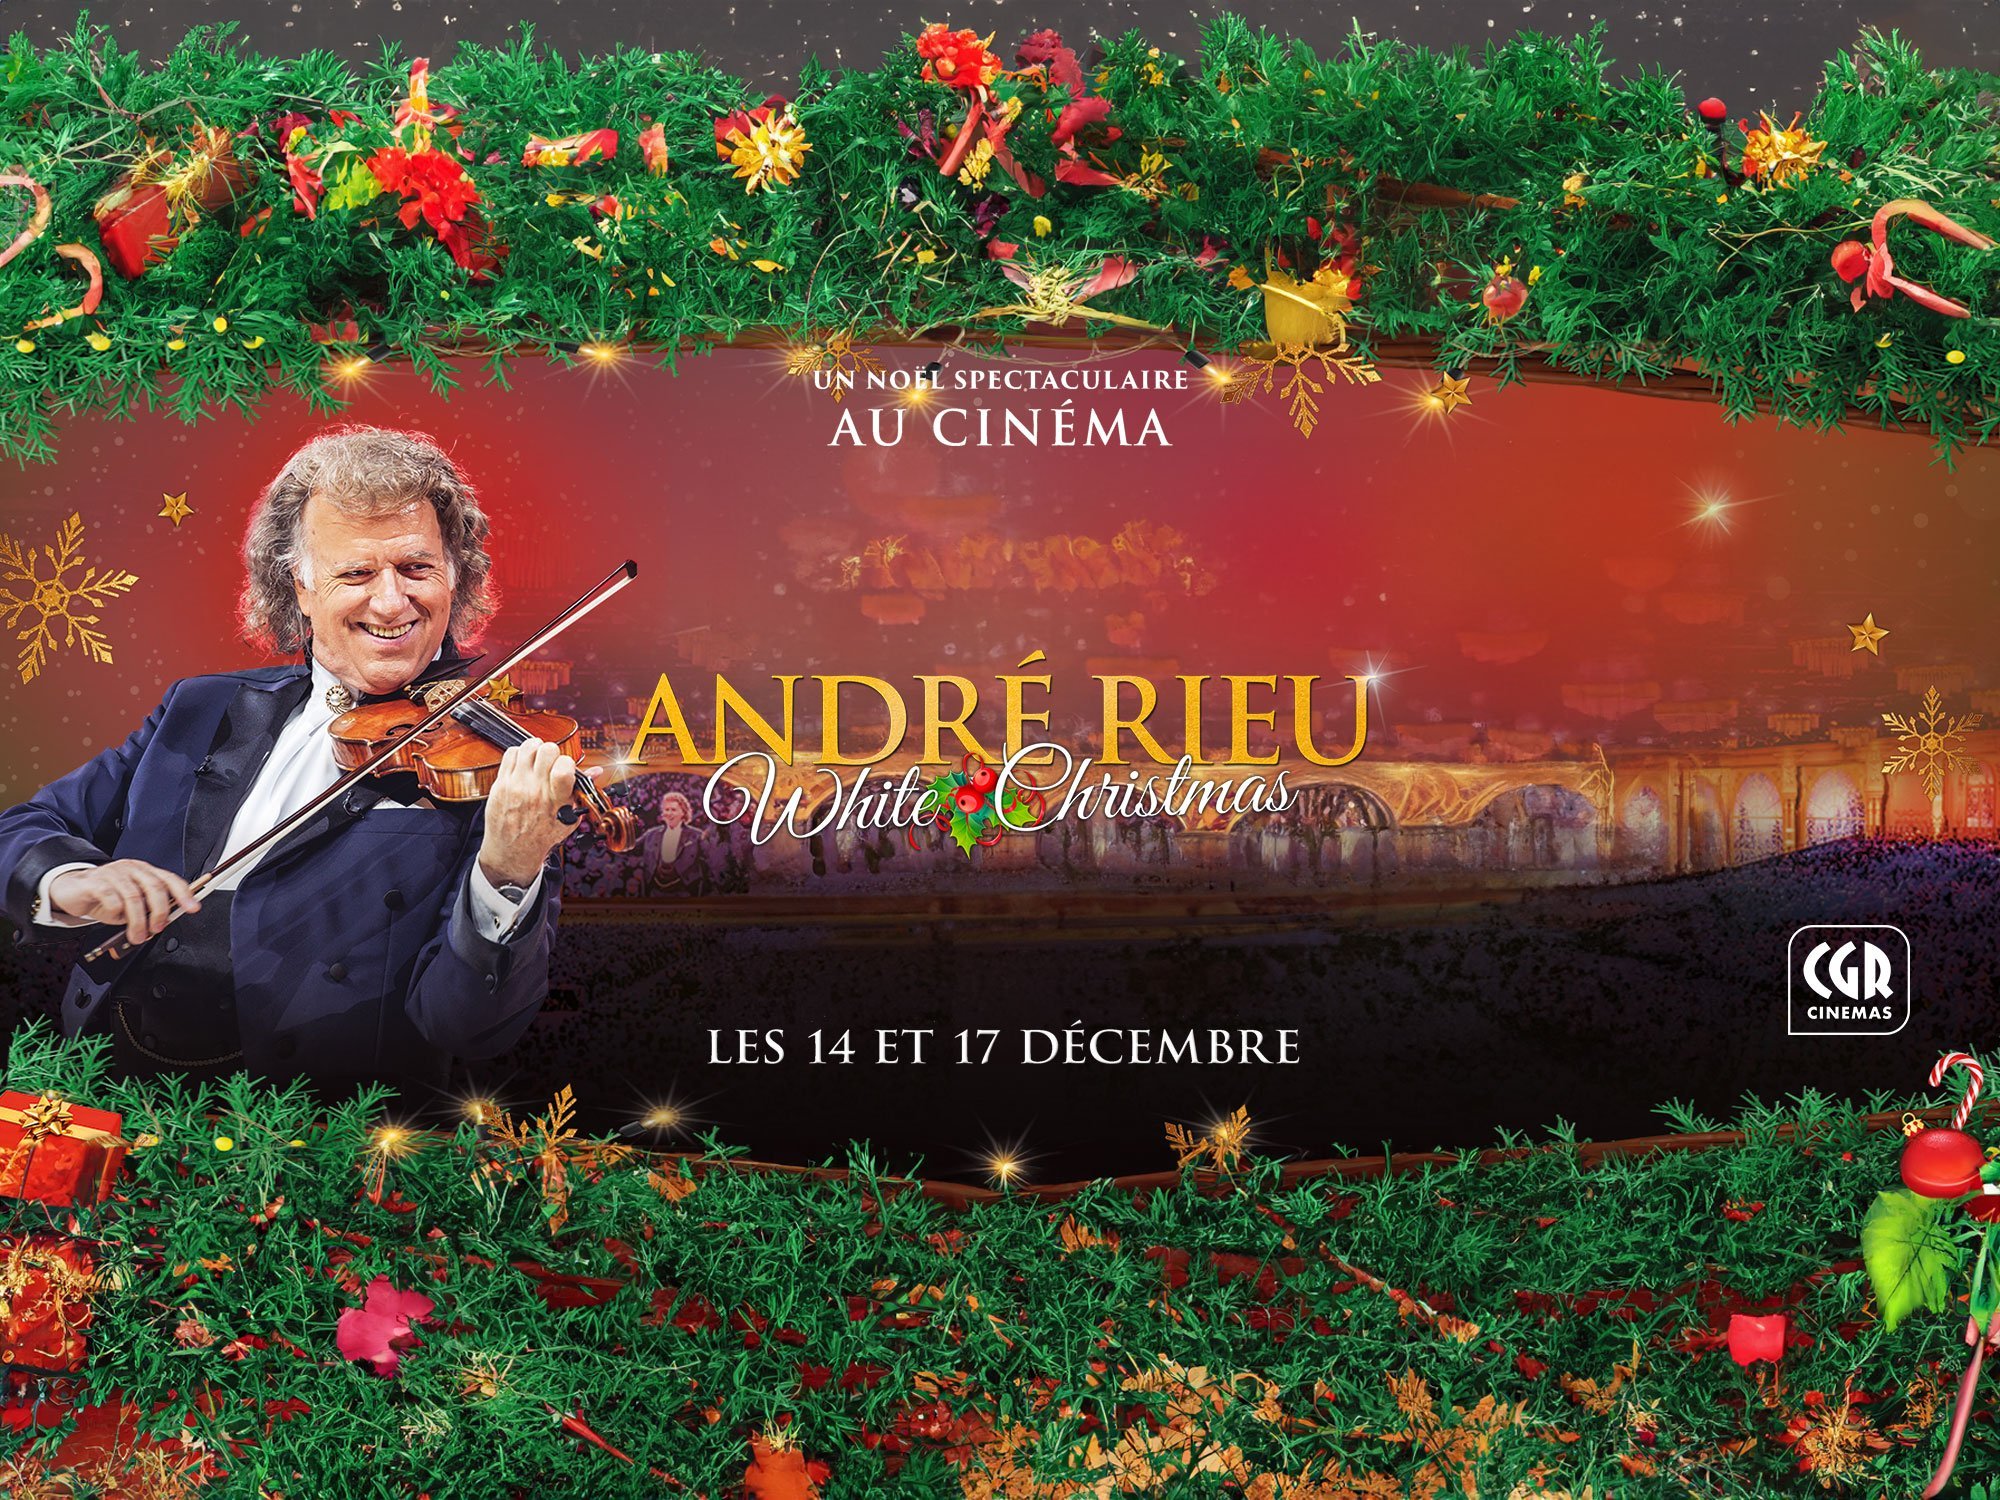 UN NOËL SPECTACULAIRE
AU CINÉMA
ANDRÉ RIEU
White Christmas
LES 14 ET 17 DÉCEMBRE
CGR
CINEMAS